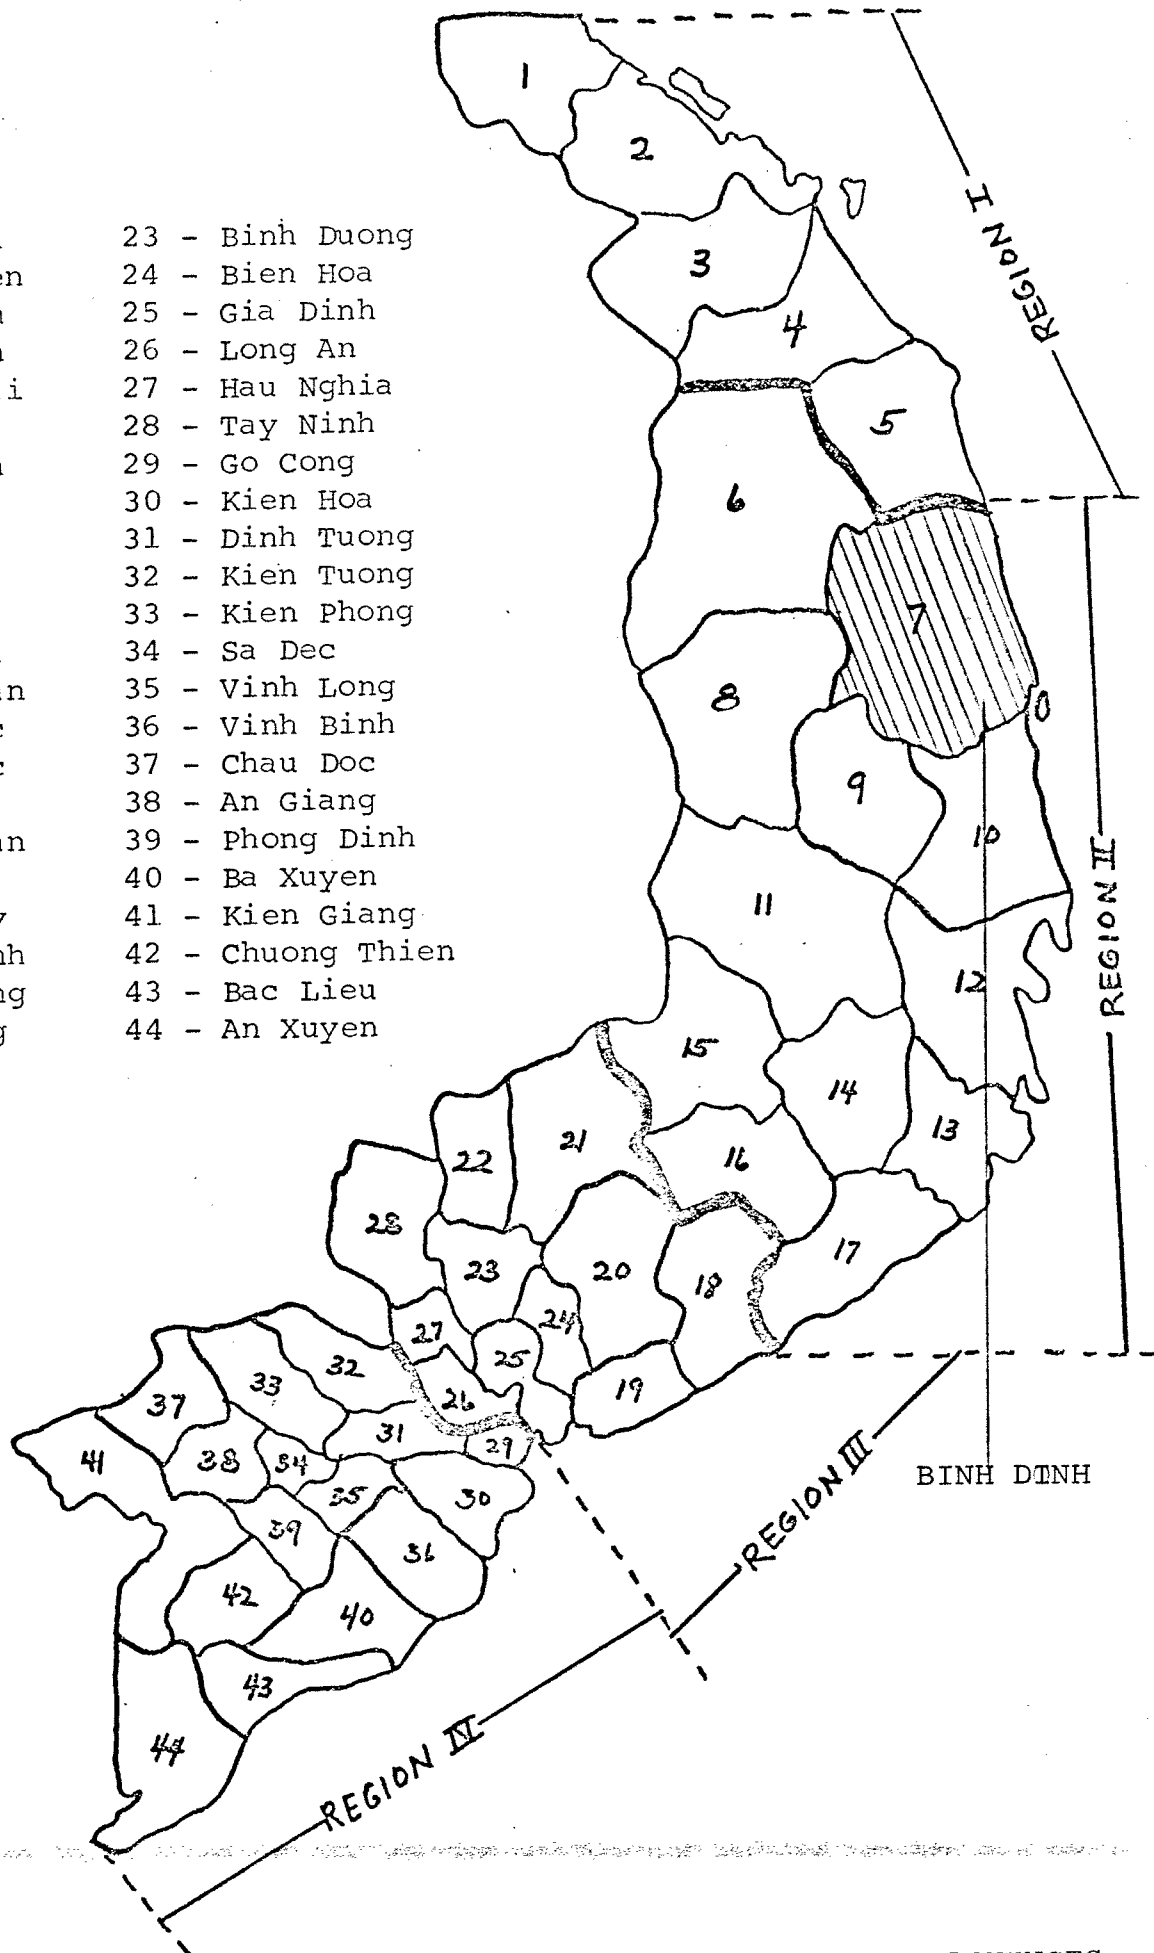 23 - Binh Duong
en 24 - Bien Hoa
25 - Gia Dinh
26 - Long An
i 27 - Hau Nghia
28 - Tay Ninh
29 - Go Cong
30 - Kien Hoa
31 - Dinh Tuong
32 - Kien Tuong
33 - Kien Phong
34 - Sa Dec
an 35 - Vinh Long
36 - Vinh Binh
37 - Chau Doc
38 - An Giang
an 39 - Phong Dinh
40 - Ba Xuyen
y 41 - Kien Giang
nh 42 - Chuong Thien
ng 43 - Bac Lieu
g 44 - An Xuyen
1
2
3
4
5
6
7
8
9
10
11
12
13
14
15
16
17
18
19
20
21
22
23
24
25
26
27
28
29
30
31
32
33
34
35
36
37
38
39
40
41
42
43
44
REGION I
REGION II
REGION III
REGION IV
BINH DINH